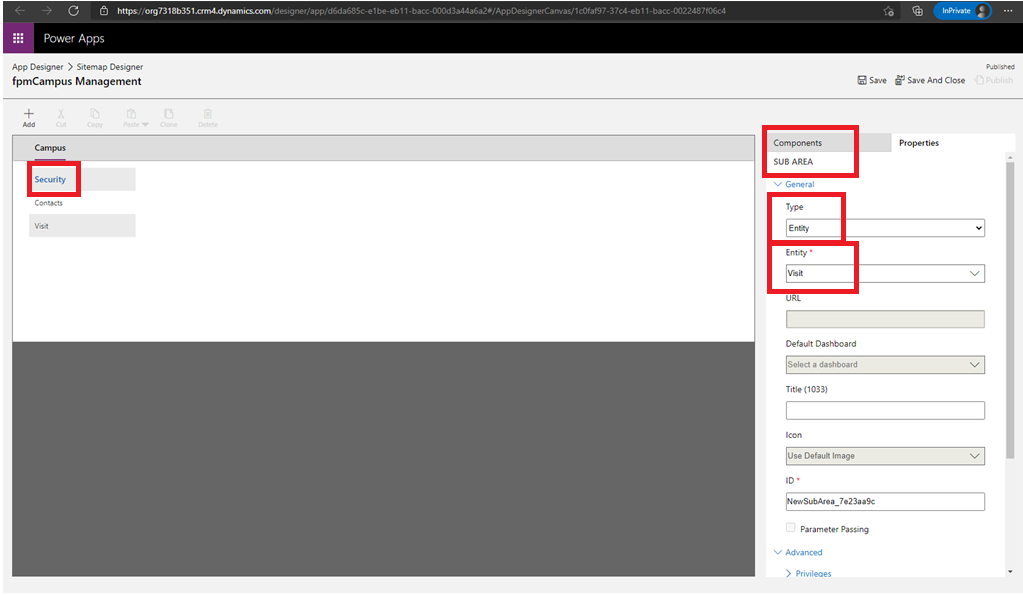 https://org7318b351.crm4.dynamics.com/designer/app/d6da685c-e1be-eb11-bacc-000d3a44a6a2#/AppDesignerCanvas/1c0faf97-37c4-eb11-bacc-0022487f06c4
InPrivate
Power Apps
App Designer > Sitemap Designer
Published
fpmCampus Management
Save
Save And Close
Publish
Add
Cut
Copy
Paste
Clone
Delete
Campus
Security
Contacts
Visit
Components
Properties
SUB AREA
General
Type
Entity
Entity *
Visit
URL
Default Dashboard
Select a dashboard
Title (1033)
Icon
Use Default Image
ID *
NewSubArea_7e23aa9c
Parameter Passing
Advanced
Privileges